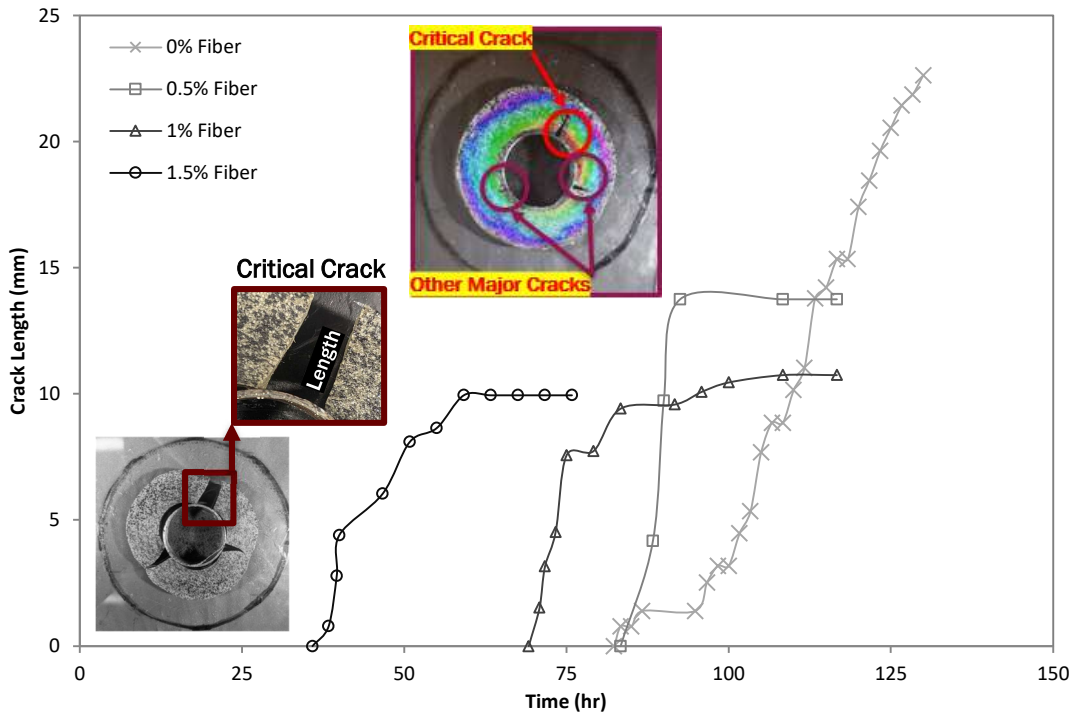 25
20
15
10
5
0
0
25
50
75
100
125
150
Crack Length (mm)
Time (hr)
0% Fiber
0.5% Fiber
1% Fiber
1.5% Fiber
Critical Crack
Other Major Cracks
Critical Crack
Length